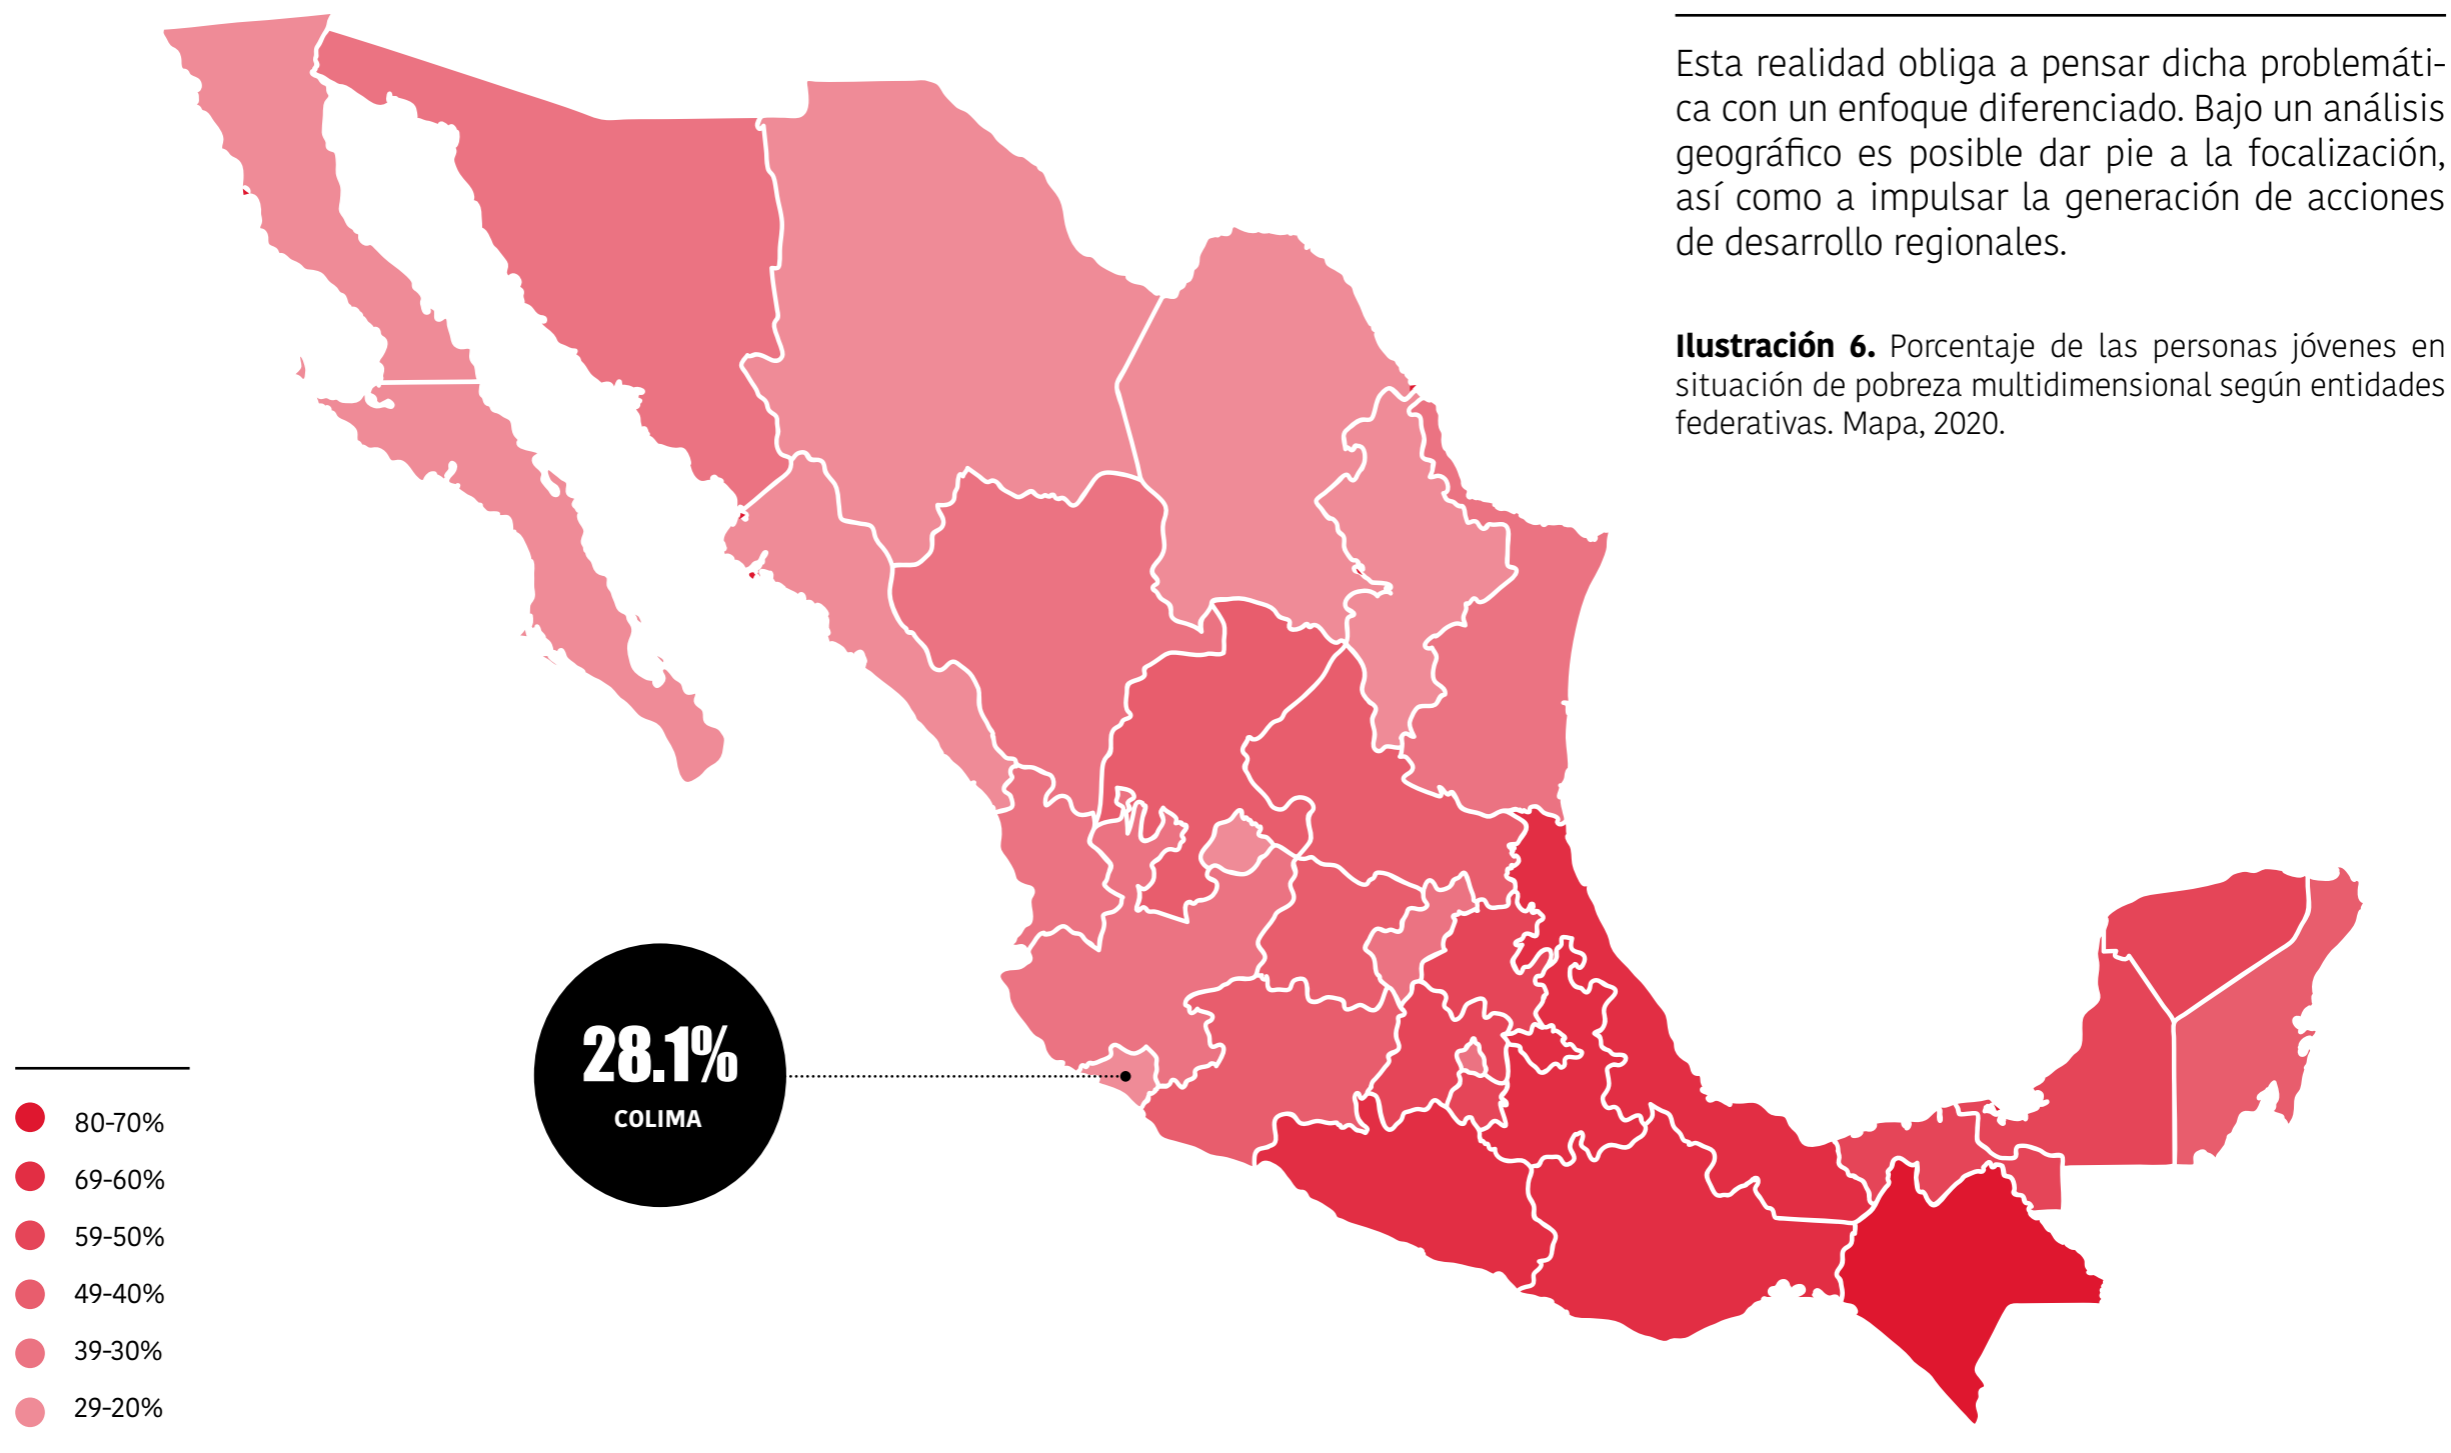 Esta realidad obliga a pensar dicha problemáti-
ca con un enfoque diferenciado. Bajo un análisis
geográfico es posible dar pie a la focalización,
así como a impulsar la generación de acciones
de desarrollo regionales.
Ilustración 6. Porcentaje de las personas jóvenes en
situación de pobreza multidimensional según entidades
federativas. Mapa, 2020.
28.1%
COLIMA
80-70%
69-60%
59-50%
49-40%
39-30%
29-20%